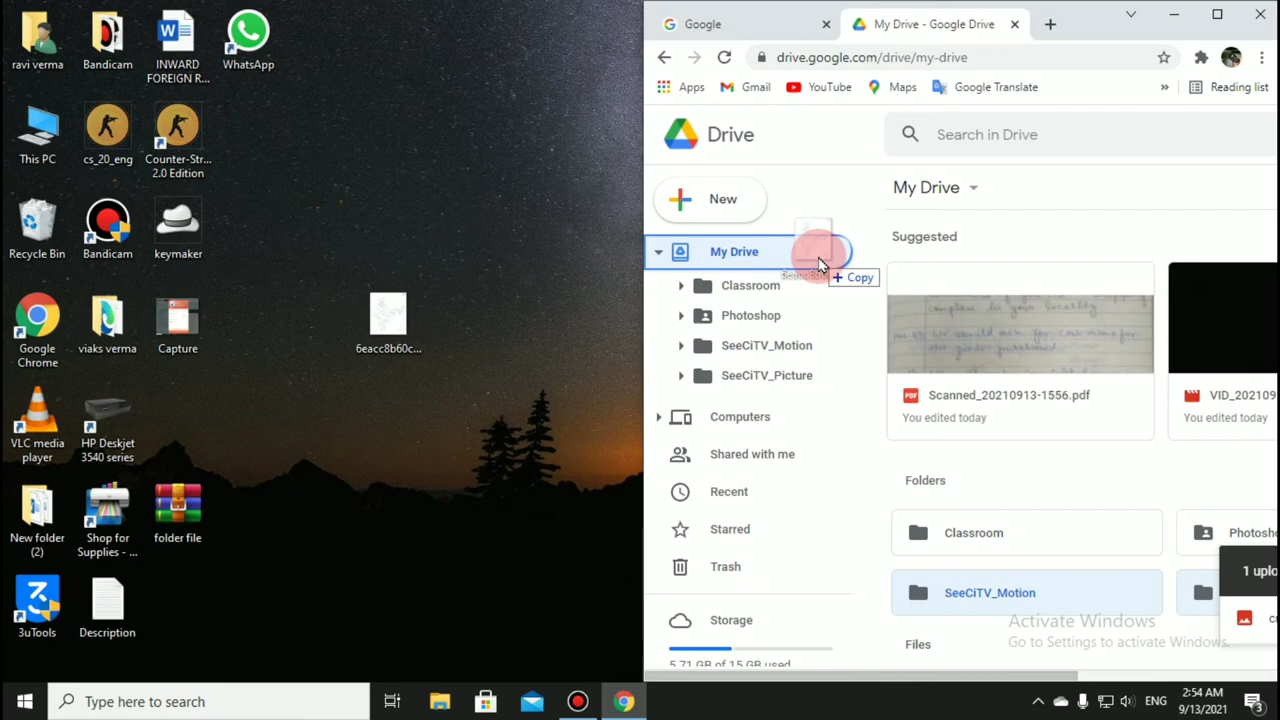 ravi verma
Bandicam
INWARD
FOREIGN R...
WhatsApp
This PC
cs_20_eng
Counter-Str...
2.0 Edition
Recycle Bin
Bandicam
keymaker
Google
Chrome
viaks verma
Capture
6eacc8b60c...
VLC media
player
HP Deskjet
3540 series
New folder
(2)
Shop for
Supplies - ...
folder file
3uTools
Description
Type here to search
Google
My Drive - Google Drive
drive.google.com/drive/my-drive
Apps
Gmail
YouTube
Maps
Google Translate
»
Reading list
Drive
Search in Drive
New
My Drive
+ Copy
Classroom
Photoshop
SeeCiTV_Motion
SeeCiTV_Picture
Computers
Shared with me
Recent
Starred
Trash
Storage
5.71 GB of 15 GB used
My Drive
Suggested
PDF
Scanned_20210913-1556.pdf
You edited today
VID_202109
You edited today
Folders
Classroom
Photosho
SeeCiTV_Motion
1 uplo
Activate Windows
Go to Settings to activate Windows.
Files
ENG
2:54 AM
9/13/2021
3